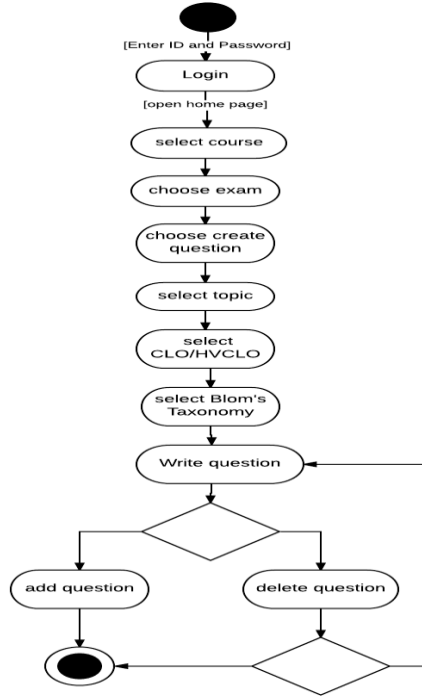 [Enter ID and Password]
Login
[open home page]
select course
choose exam
choose create
question
select topic
select
CLO/HVCLO
select Blom's
Taxonomy
Write question
add question
delete question